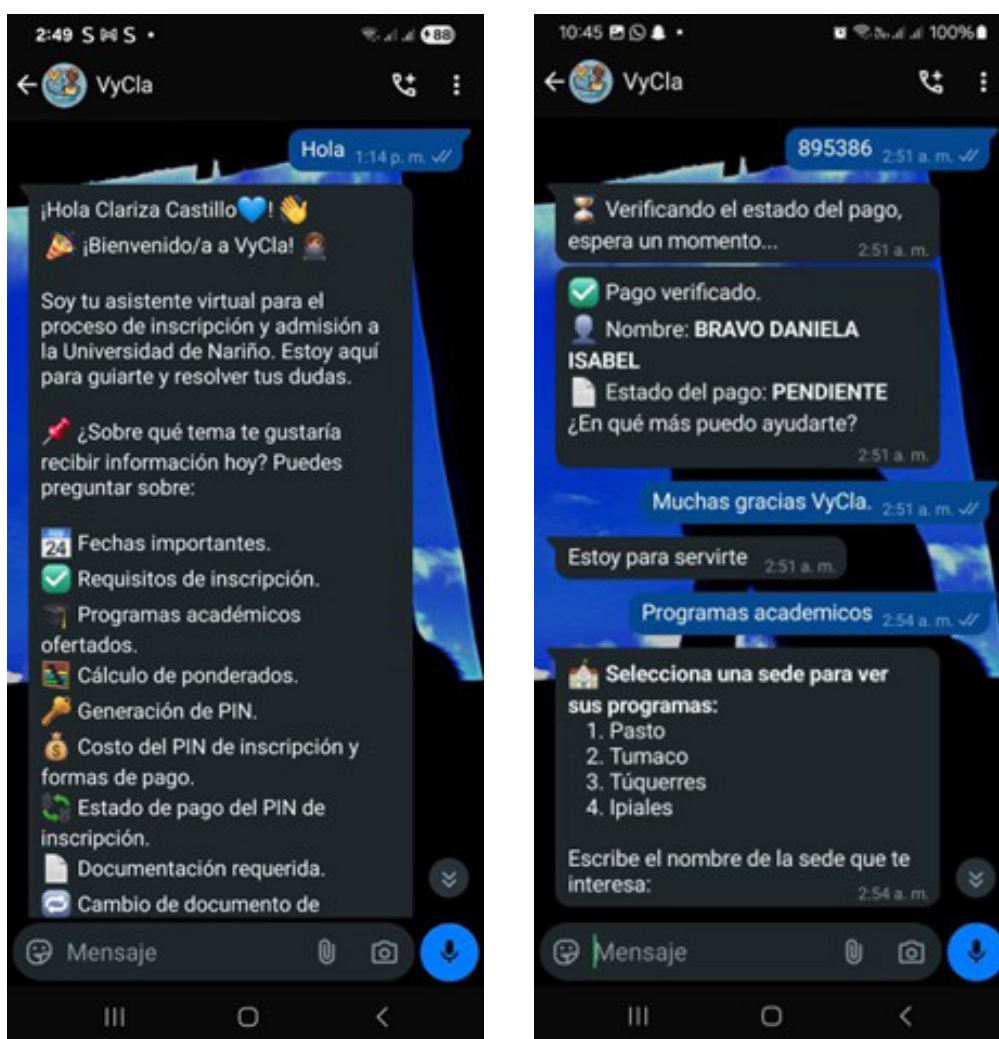 2:49 S S •
88
VyCla
Hola 1:14 p. m.
¡Hola Clariza Castillo💙! 👋
🎉 ¡Bienvenido/a a VyCla!
Soy tu asistente virtual para el
proceso de inscripción y admisión a
la Universidad de Nariño. Estoy aquí
para guiarte y resolver tus dudas.
📌 ¿Sobre qué tema te gustaría
recibir información hoy? Puedes
preguntar sobre:
24 Fechas importantes.
✅ Requisitos de inscripción.
🎓 Programas académicos
ofertados.
Cálculo de ponderados.
🔑 Generación de PIN.
💰 Costo del PIN de inscripción y
formas de pago.
🔄 Estado de pago del PIN de
inscripción.
📄 Documentación requerida.
🔁 Cambio de documento de
Mensaje
10:45 •
100%
VyCla
895386 2:51 a. m.
⏳ Verificando el estado del pago,
espera un momento...
2:51 a. m.
✅ Pago verificado.
👤 Nombre: BRAVO DANIELA
ISABEL
📄 Estado del pago: PENDIENTE
¿En qué más puedo ayudarte?
2:51 a. m.
Muchas gracias VyCla. 2:51 a. m.
Estoy para servirte 2:51 a. m.
Programas academicos 2:54 a. m.
Selecciona una sede para ver
sus programas:
1. Pasto
2. Tumaco
3. Túquerres
4. Ipiales
Escribe el nombre de la sede que te
interesa:
2:54 a. m.
Mensaje